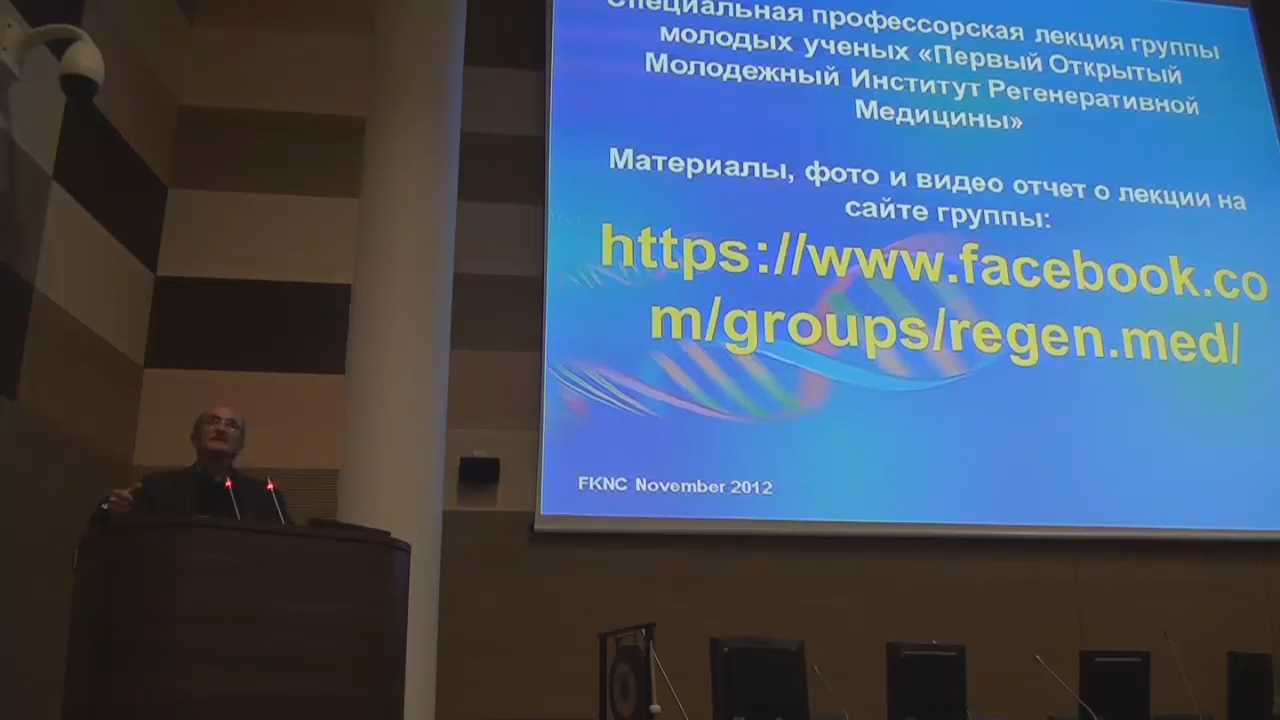 Специальная профессорская лекция группы
молодых ученых «Первый Открытый
Молодежный Институт Регенеративной
Медицины»
Материалы, фото и видео отчет о лекции на
сайте группы:
https://www.facebook.co
m/groups/regen.med/
FKNC November 2012